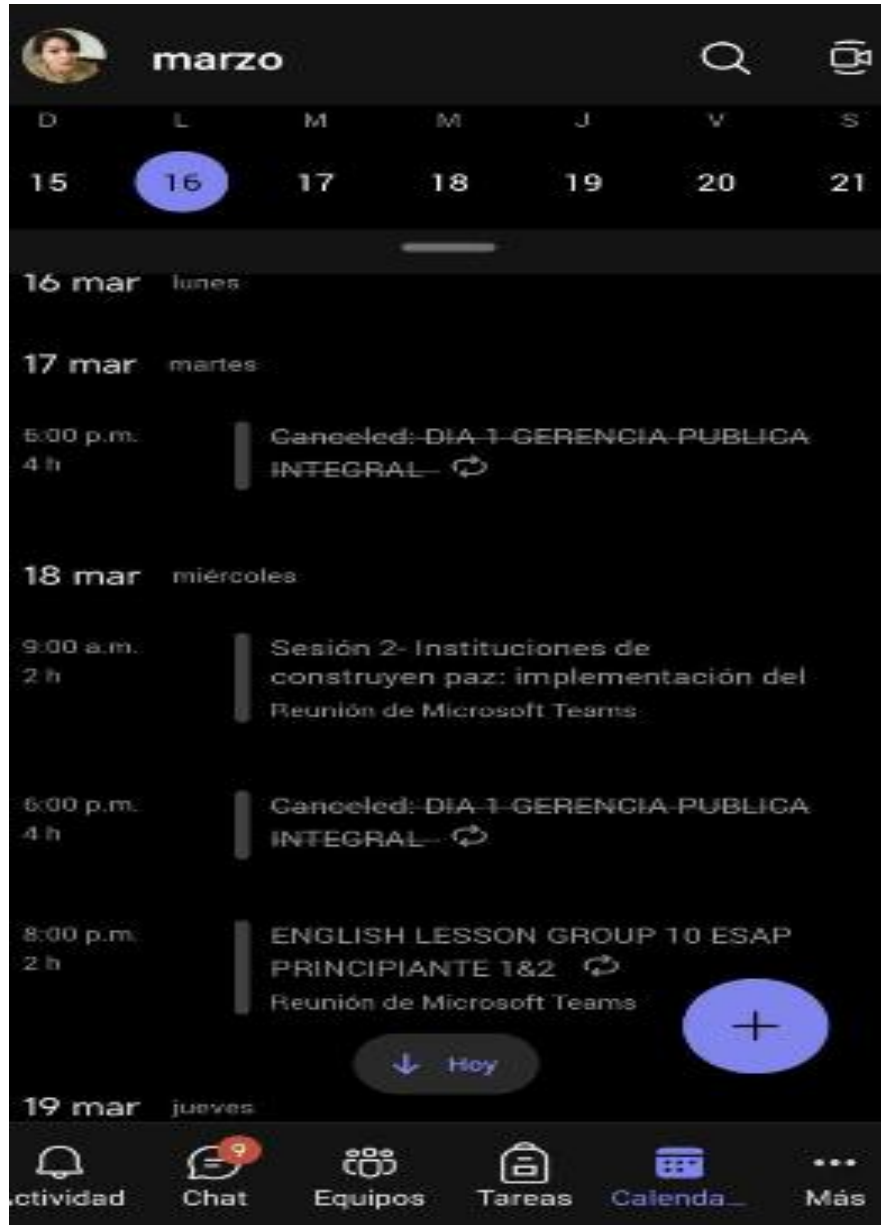 marzo
D L M M J V S
15 16 17 18 19 20 21
16 mar lunes
17 mar martes
6:00 p.m.
4 h
Canceled: DIA 1 GERENCIA PUBLICA
INTEGRAL
18 mar miércoles
9:00 a.m.
2 h
Sesión 2- Instituciones de
construyen paz: implementación del
Reunión de Microsoft Teams
6:00 p.m.
4 h
Canceled: DIA 1 GERENCIA PUBLICA
INTEGRAL
8:00 p.m.
2 h
ENGLISH LESSON GROUP 10 ESAP
PRINCIPIANTE 1&2
Reunión de Microsoft Teams
Hoy
19 mar jueves
9
ctividad Chat Equipos Tareas Calenda... Más